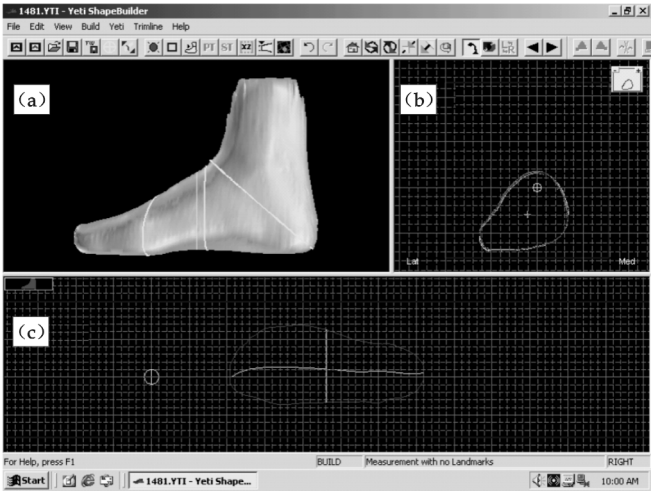 1481.YTI - Yeti ShapeBuilder
File Edit View Build Yeti Trimline Help
PT ST XZ
(a)
(b)
Lat Med
(c)
For Help, press F1 BUILD Measurement with no Landmarks RIGHT
Start 1481.YTI - Yeti Shape... 10:00 AM